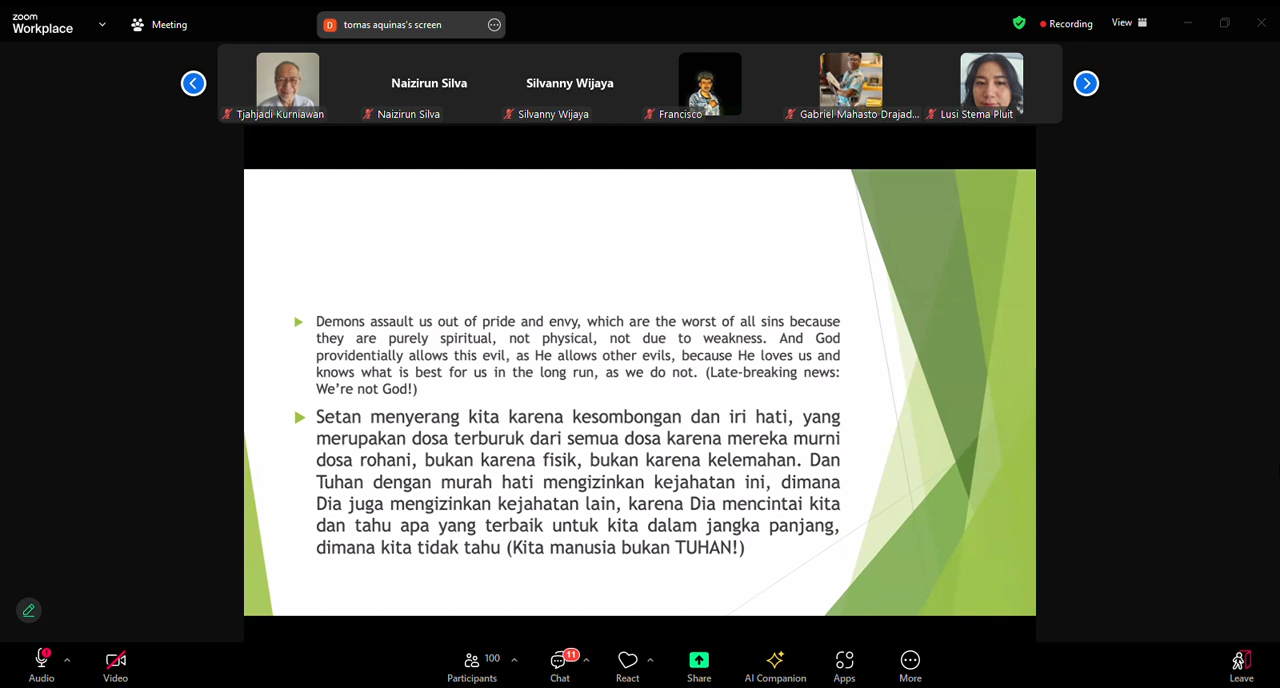 zoom
Workplace
Meeting
D tomas aquinas's screen
Recording
View
Naizirun Silva
Silvanny Wijaya
Tjahjadi Kurniawan
Naizirun Silva
Silvanny Wijaya
Francisco
Gabriel Mahasto Drajad...
Lusi Stema Pluit
Demons assault us out of pride and envy, which are the worst of all sins because
they are purely spiritual, not physical, not due to weakness. And God
providentially allows this evil, as He allows other evils, because He loves us and
knows what is best for us in the long run, as we do not. (Late-breaking news:
We're not God!)
Setan menyerang kita karena kesombongan dan iri hati, yang
merupakan dosa terburuk dari semua dosa karena mereka murni
dosa rohani, bukan karena fisik, bukan karena kelemahan. Dan
Tuhan dengan murah hati mengizinkan kejahatan ini, dimana
Dia juga mengizinkan kejahatan lain, karena Dia mencintai kita
dan tahu apa yang terbaik untuk kita dalam jangka panjang,
dimana kita tidak tahu (Kita manusia bukan TUHAN!)
Audio
Video
100
Participants
11
Chat
React
Share
AI Companion
Apps
More
Leave